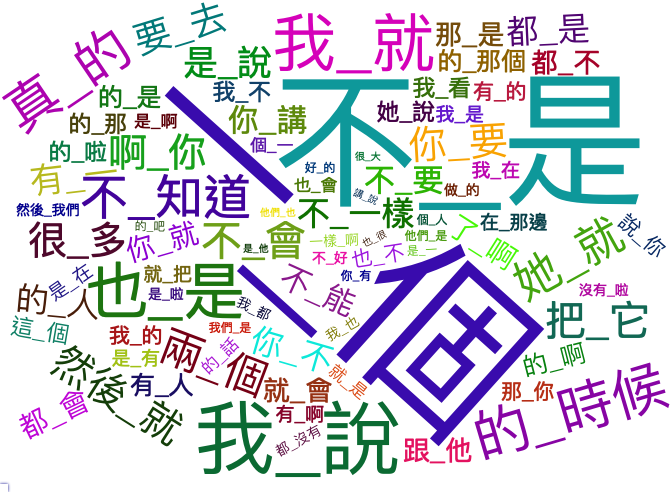 真_的
要_去
我_就
那_是
都_是
是_說
的_那個
都_不
的_是
我_不
我_看
有_的
不_是
的_那
是_啊
你_講
她_說
我_是
的_啦
啊_你
個_一
你_要
很_大
有_一
好_的
我_在
不_知道
也_會
不_要
做_的
講_說
然後_我們
他們_也
不_一樣
個_人
在_那邊
很_多
的_吧
你_就
不_會
是_他
一樣_啊
也_很
他們_是
了_啊
她_就
說_你
不_好
也_不
是_一
是_在
就_把
也_是
不_能
你_有
沒有_啦
的_人
是_啦
我_都
一_個
把_它
這_個
我_的
我們_是
我_也
你_不
是_有
兩_個
的_話
就_是
的_啊
然後_就
有_人
就_會
那_你
都_會
有_啊
我_說
都_沒有
跟_他
的_時候